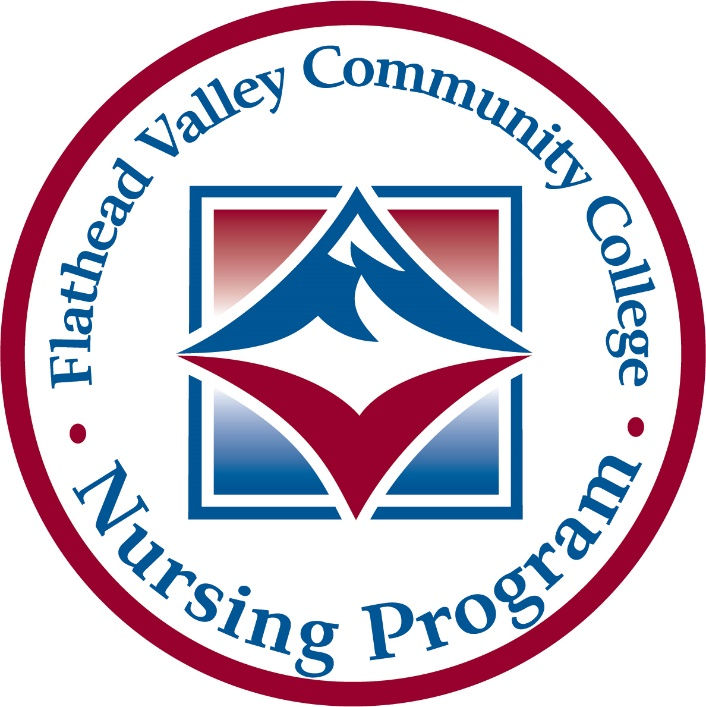 Flathead Valley Community College
• Nursing Program •